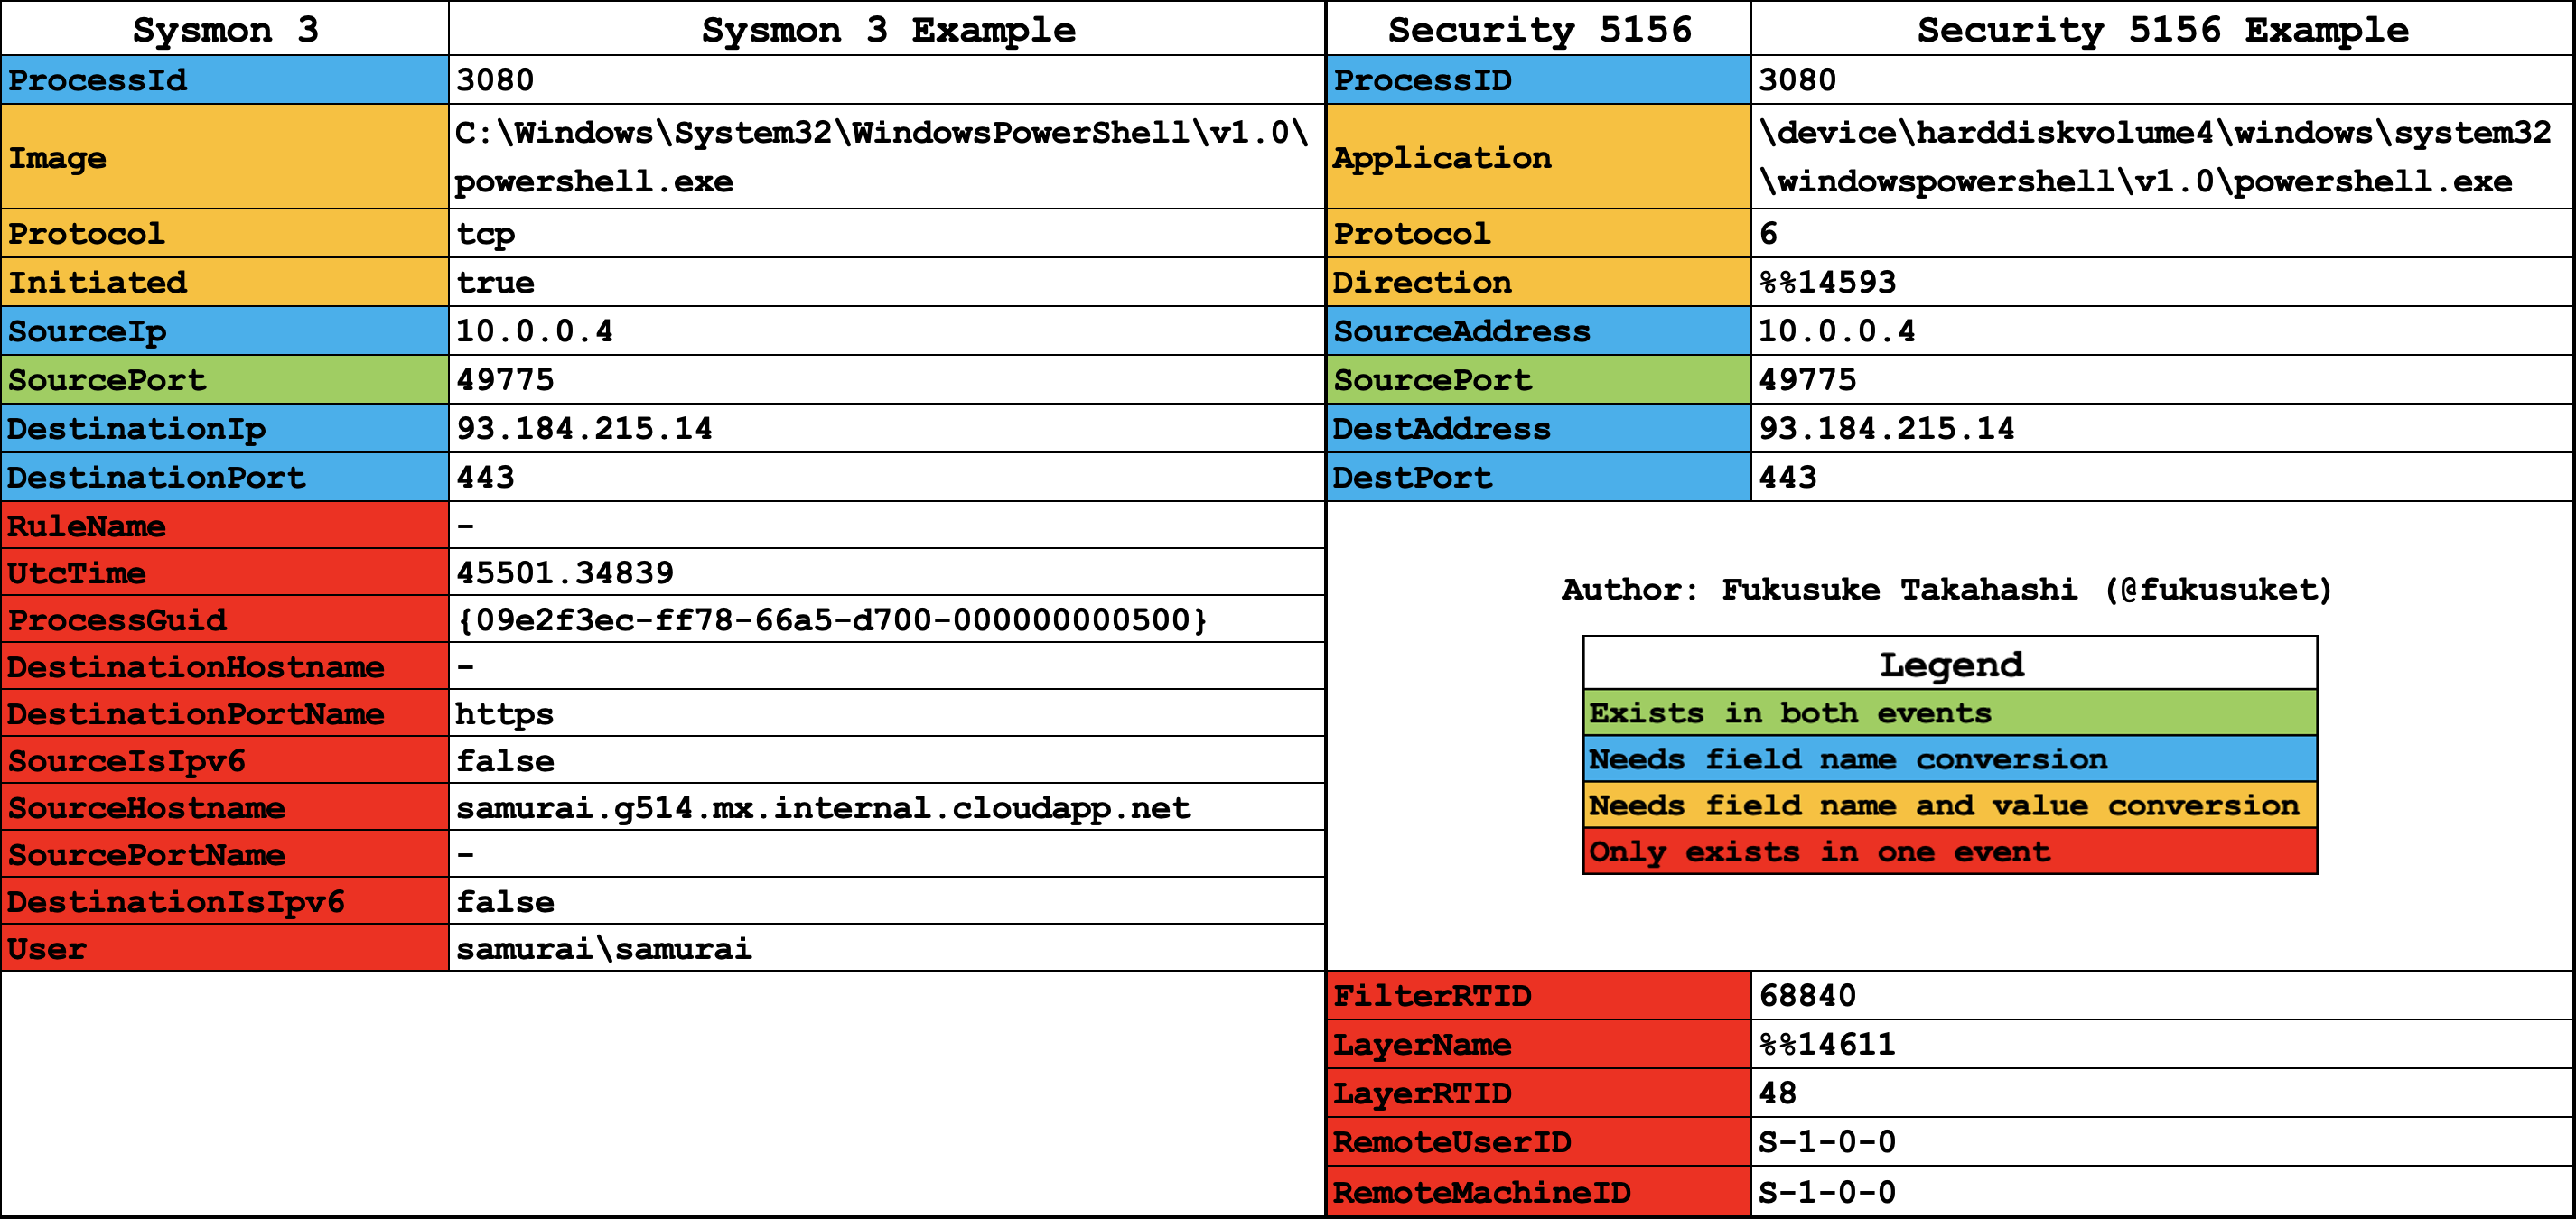 Sysmon 3 Sysmon 3 Example Security 5156 Security 5156 Example
ProcessId 3080 ProcessID 3080
Image C:\Windows\System32\WindowsPowerShell\v1.0\ Application \device\harddiskvolume4\windows\system32
powershell.exe \windowspowershell\v1.0\powershell.exe
Protocol tcp Protocol 6
Initiated true Direction %%14593
SourceIp 10.0.0.4 SourceAddress 10.0.0.4
SourcePort 49775 SourcePort 49775
DestinationIp 93.184.215.14 DestAddress 93.184.215.14
DestinationPort 443 DestPort 443
RuleName -
UtcTime 45501.34839
ProcessGuid {09e2f3ec-ff78-66a5-d700-000000000500}
DestinationHostname -
DestinationPortName https
SourceIsIpv6 false
SourceHostname samurai.g514.mx.internal.cloudapp.net
SourcePortName -
DestinationIsIpv6 false
User samurai\samurai
Author: Fukusuke Takahashi (@fukusuket)
Legend
Exists in both events
Needs field name conversion
Needs field name and value conversion
Only exists in one event
FilterRTID 68840
LayerName %%14611
LayerRTID 48
RemoteUserID S-1-0-0
RemoteMachineID S-1-0-0